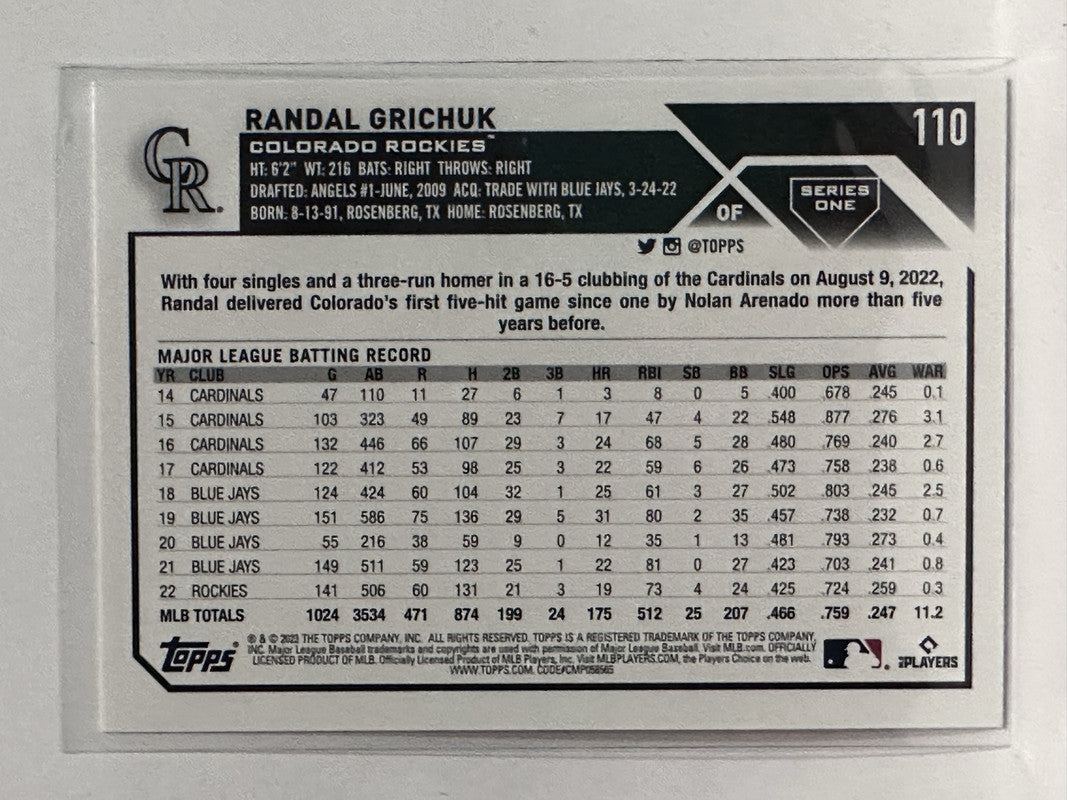 RANDAL GRICHUK
110
COLORADO ROCKIES™
CR
HT: 6'2" WT: 216 BATS: RIGHT THROWS: RIGHT
DRAFTED: ANGELS #1-JUNE, 2009 ACQ: TRADE WITH BLUE JAYS, 3-24-22
BORN: 8-13-91, ROSENBERG, TX HOME: ROSENBERG, TX
OF
SERIES
ONE
@TOPPS
With four singles and a three-run homer in a 16-5 clubbing of the Cardinals on August 9, 2022,
Randal delivered Colorado's first five-hit game since one by Nolan Arenado more than five
years before.
MAJOR LEAGUE BATTING RECORD
YR CLUB G AB R H 2B 3B HR RBI SB BB SLG OPS AVG WAR
14 CARDINALS 47 110 11 27 6 1 3 8 0 5 .400 .678 .245 0.1
15 CARDINALS 103 323 49 89 23 7 17 47 4 22 .548 .877 .276 3.1
16 CARDINALS 132 446 66 107 29 3 24 68 5 28 .480 .769 .240 2.7
17 CARDINALS 122 412 53 98 25 3 22 59 6 26 .473 .758 .238 0.6
18 BLUE JAYS 124 424 60 104 32 1 25 61 3 27 .502 .803 .245 2.5
19 BLUE JAYS 151 586 75 136 29 5 31 80 2 35 .457 .738 .232 0.7
20 BLUE JAYS 55 216 38 59 9 0 12 35 1 13 .481 .793 .273 0.4
21 BLUE JAYS 149 511 59 123 25 1 22 81 0 27 .423 .703 .241 0.8
22 ROCKIES 141 506 60 131 21 3 19 73 4 24 .425 .724 .259 0.3
MLB TOTALS 1024 3534 471 874 199 24 175 512 25 207 .466 .759 .247 11.2
Topps
® & © 2023 THE TOPPS COMPANY, INC. ALL RIGHTS RESERVED. TOPPS IS A REGISTERED TRADEMARK OF THE TOPPS COMPANY,
INC. Major League Baseball trademarks and copyrights are used with permission of Major League Baseball. Visit MLB.com. OFFICIALLY
LICENSED PRODUCT OF MLB. Officially Licensed Product of MLB Players, Inc. Visit MLBPLAYERS.COM, the Players Choice on the web.
WWW.TOPPS.COM CODE#CMP058565
PLAYERS